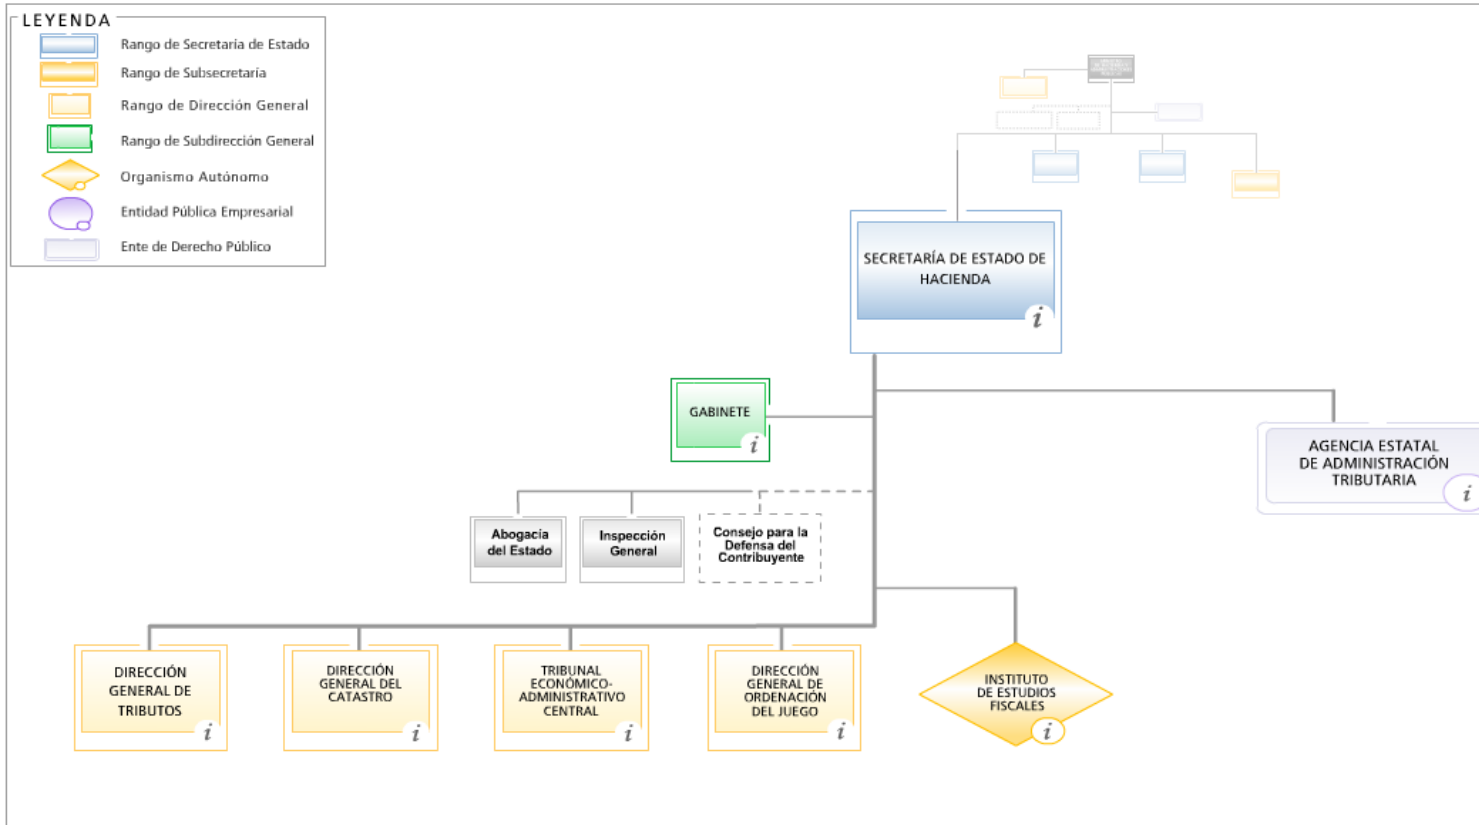 LEYENDA
Rango de Secretaría de Estado
Rango de Subsecretaría
Rango de Dirección General
Rango de Subdirección General
Organismo Autónomo
Entidad Pública Empresarial
Ente de Derecho Público
SECRETARÍA DE ESTADO DE
HACIENDA
i
GABINETE
i
AGENCIA ESTATAL
DE ADMINISTRACIÓN
TRIBUTARIA
i
Abogacía
del Estado
Inspección
General
Consejo para la
Defensa del
Contribuyente
DIRECCIÓN
GENERAL DE
TRIBUTOS
i
DIRECCIÓN
GENERAL DEL
CATASTRO
i
TRIBUNAL
ECONÓMICO-
ADMINISTRATIVO
CENTRAL
i
DIRECCIÓN
GENERAL DE
ORDENACIÓN
DEL JUEGO
i
INSTITUTO
DE ESTUDIOS
FISCALES
i